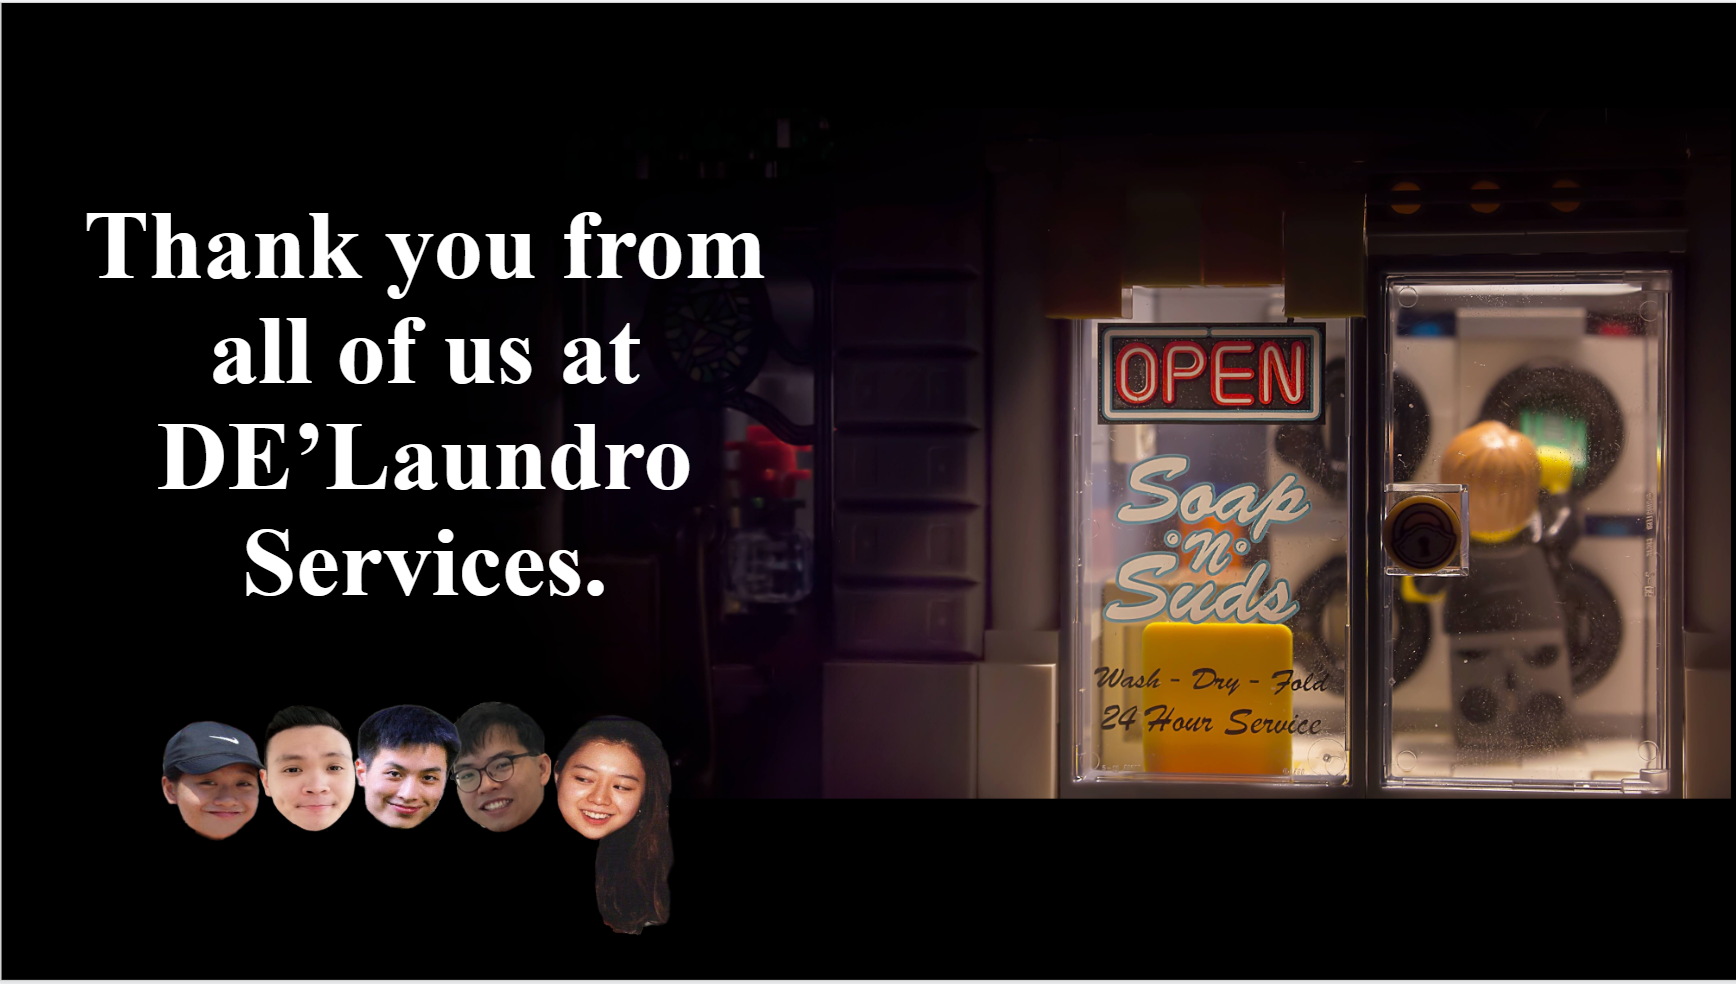 Thank you from
all of us at
DE’Laundro
Services.
OPEN
Soap
'N'
Suds
Wash - Dry - Fold
24 Hour Service